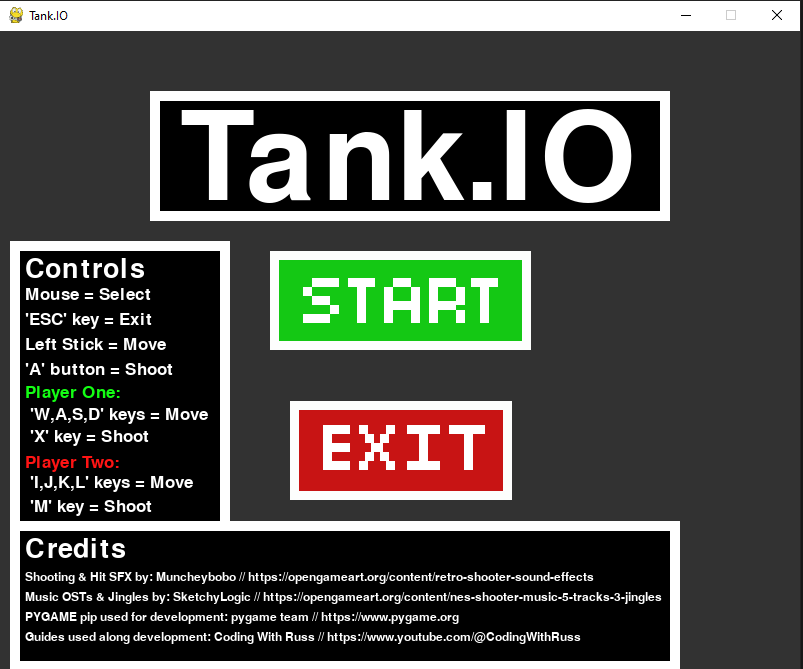 Tank.IO
Tank.IO
Controls
Mouse = Select
'ESC' key = Exit
Left Stick = Move
'A' button = Shoot
Player One:
'W,A,S,D' keys = Move
'X' key = Shoot
Player Two:
'I,J,K,L' keys = Move
'M' key = Shoot
START
EXIT
Credits
Shooting & Hit SFX by: Muncheybobo // https://opengameart.org/content/retro-shooter-sound-effects
Music OSTs & Jingles by: SketchyLogic // https://opengameart.org/content/nes-shooter-music-5-tracks-3-jingles
PYGAME pip used for development: pygame team // https://www.pygame.org
Guides used along development: Coding With Russ // https://www.youtube.com/@CodingWithRuss